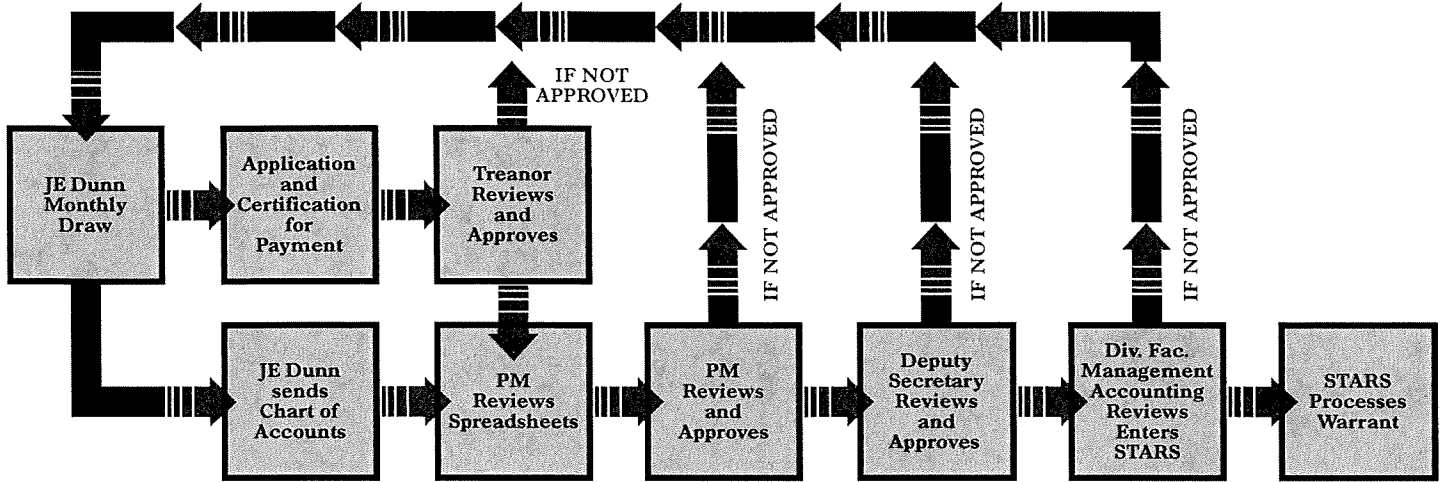 IF NOT
APPROVED
JE Dunn
Monthly
Draw
Application
and
Certification
for
Payment
Treanor
Reviews
and
Approves
IF NOT APPROVED
IF NOT APPROVED
IF NOT APPROVED
JE Dunn
sends
Chart of
Accounts
PM
Reviews
Spreadsheets
PM
Reviews
and
Approves
Deputy
Secretary
Reviews
and
Approves
Div. Fac.
Management
Accounting
Reviews
Enters
STARS
STARS
Processes
Warrant